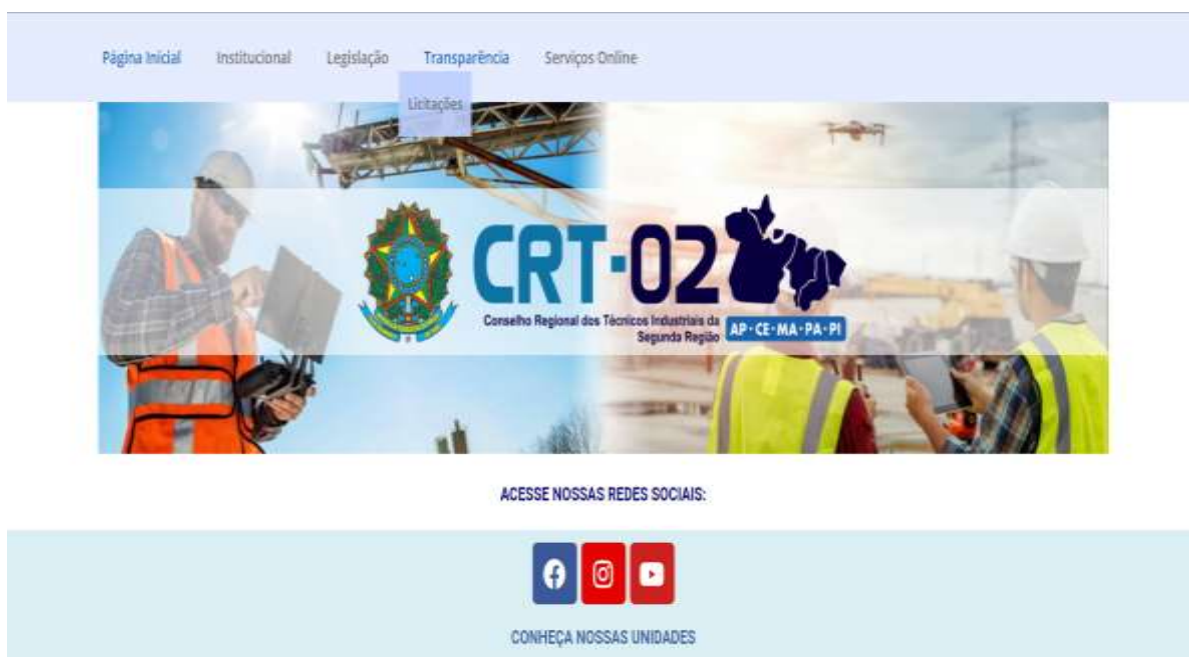 Página Inicial Institucional Legislação Transparência Serviços Online
Licitações
CRT-02
Conselho Regional dos Técnicos Industriais da
Segunda Região
AP-CE-MA-PA-PI
ACESSE NOSSAS REDES SOCIAIS:
CONHEÇA NOSSAS UNIDADES